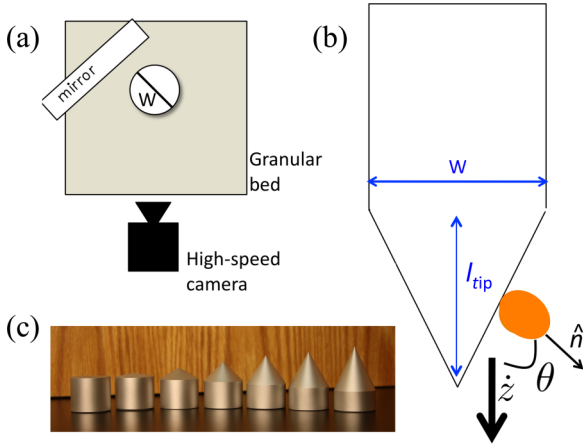 (a)
mirror
W
Granular
bed
High-speed
camera
(b)
W
l_tip
n̂
ż
θ
(c)